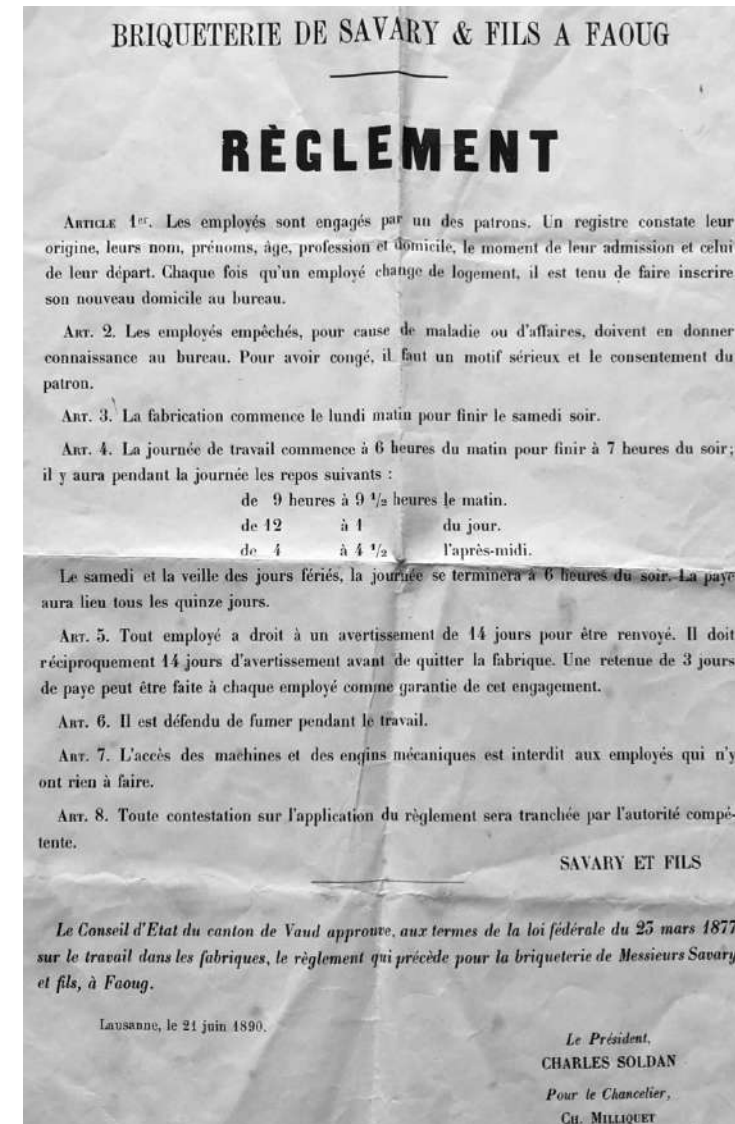 BRIQUETERIE DE SAVARY & FILS A FAOUG
RÈGLEMENT
ARTICLE 1er. Les employés sont engagés par un des patrons. Un registre constate leur
origine, leurs nom, prénoms, âge, profession et domicile, le moment de leur admission et celui
de leur départ. Chaque fois qu'un employé change de logement, il est tenu de faire inscrire
son nouveau domicile au bureau.
ART. 2. Les employés empêchés, pour cause de maladie ou d'affaires, doivent en donner
connaissance au bureau. Pour avoir congé, il faut un motif sérieux et le consentement du
patron.
ART. 3. La fabrication commence le lundi matin pour finir le samedi soir.
ART. 4. La journée de travail commence à 6 heures du matin pour finir à 7 heures du soir;
il y aura pendant la journée les repos suivants :
de 9 heures à 9 1/2 heures le matin.
de 12 à 1 du jour.
de 4 à 4 1/2 l'après-midi.
Le samedi et la veille des jours fériés, la journée se terminera à 6 heures du soir. La paye
aura lieu tous les quinze jours.
ART. 5. Tout employé a droit à un avertissement de 14 jours pour être renvoyé. Il doit
réciproquement 14 jours d'avertissement avant de quitter la fabrique. Une retenue de 3 jours
de paye peut être faite à chaque employé comme garantie de cet engagement.
ART. 6. Il est défendu de fumer pendant le travail.
ART. 7. L'accès des machines et des engins mécaniques est interdit aux employés qui n'y
ont rien à faire.
ART. 8. Toute contestation sur l'application du règlement sera tranchée par l'autorité compé-
tente.
SAVARY ET FILS
Le Conseil d'Etat du canton de Vaud approuve, aux termes de la loi fédérale du 23 mars 1877
sur le travail dans les fabriques, le règlement qui précède pour la briqueterie de Messieurs Savary
et fils, à Faoug.
Lausanne, le 21 juin 1890.
Le Président,
CHARLES SOLDAN
Pour le Chancelier,
CH. MILLIQUET